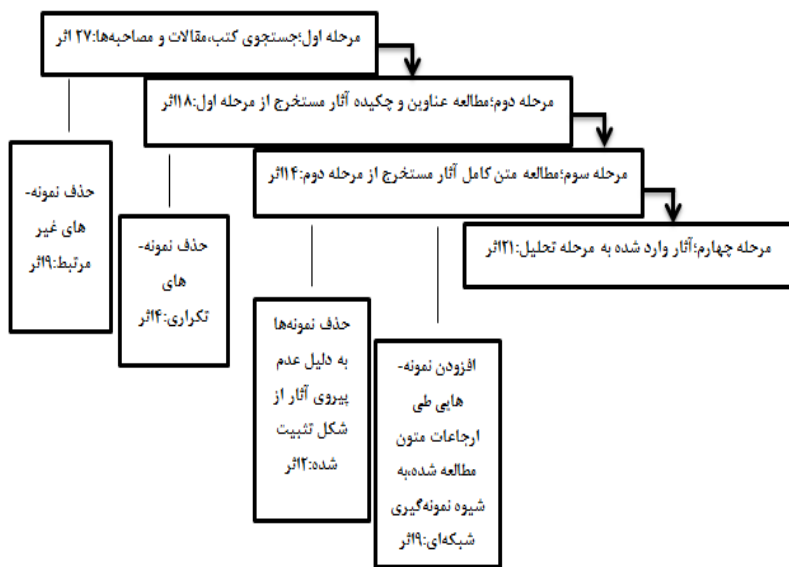 مرحله اول؛جستجوی کتب،مقالات و مصاحبه‌ها:۲۷ اثر
مرحله دوم؛مطالعه عناوین و چکیده آثار مستخرج از مرحله اول:۱۸اثر
مرحله سوم؛مطالعه متن کامل آثار مستخرج از مرحله دوم:۱۴اثر
مرحله چهارم؛آثار وارد شده به مرحله تحلیل:۲۱اثر
حذف نمونه-
های غیر
مرتبط:۹اثر
حذف نمونه-
های
تکراری:۴اثر
حذف نمونه‌ها
به دلیل عدم
پیروی آثار از
شکل تثبیت
شده:۲اثر
افزودن نمونه-
هایی طی
ارجاعات متون
مطالعه شده،به
شیوه نمونه‌گیری
شبکه‌ای:۹اثر